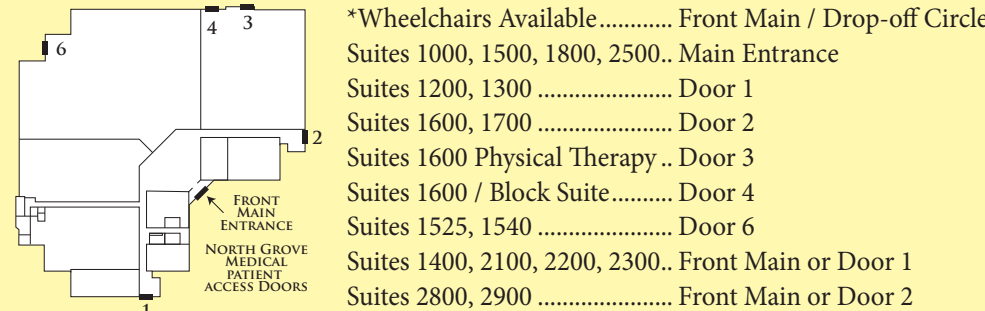 4
3
6
2
FRONT
MAIN
ENTRANCE
NORTH GROVE
MEDICAL
PATIENT
ACCESS DOORS
1
*Wheelchairs Available............ Front Main / Drop-off Circle
Suites 1000, 1500, 1800, 2500.. Main Entrance
Suites 1200, 1300 ...................... Door 1
Suites 1600, 1700 ...................... Door 2
Suites 1600 Physical Therapy .. Door 3
Suites 1600 / Block Suite.......... Door 4
Suites 1525, 1540 ...................... Door 6
Suites 1400, 2100, 2200, 2300.. Front Main or Door 1
Suites 2800, 2900 ...................... Front Main or Door 2